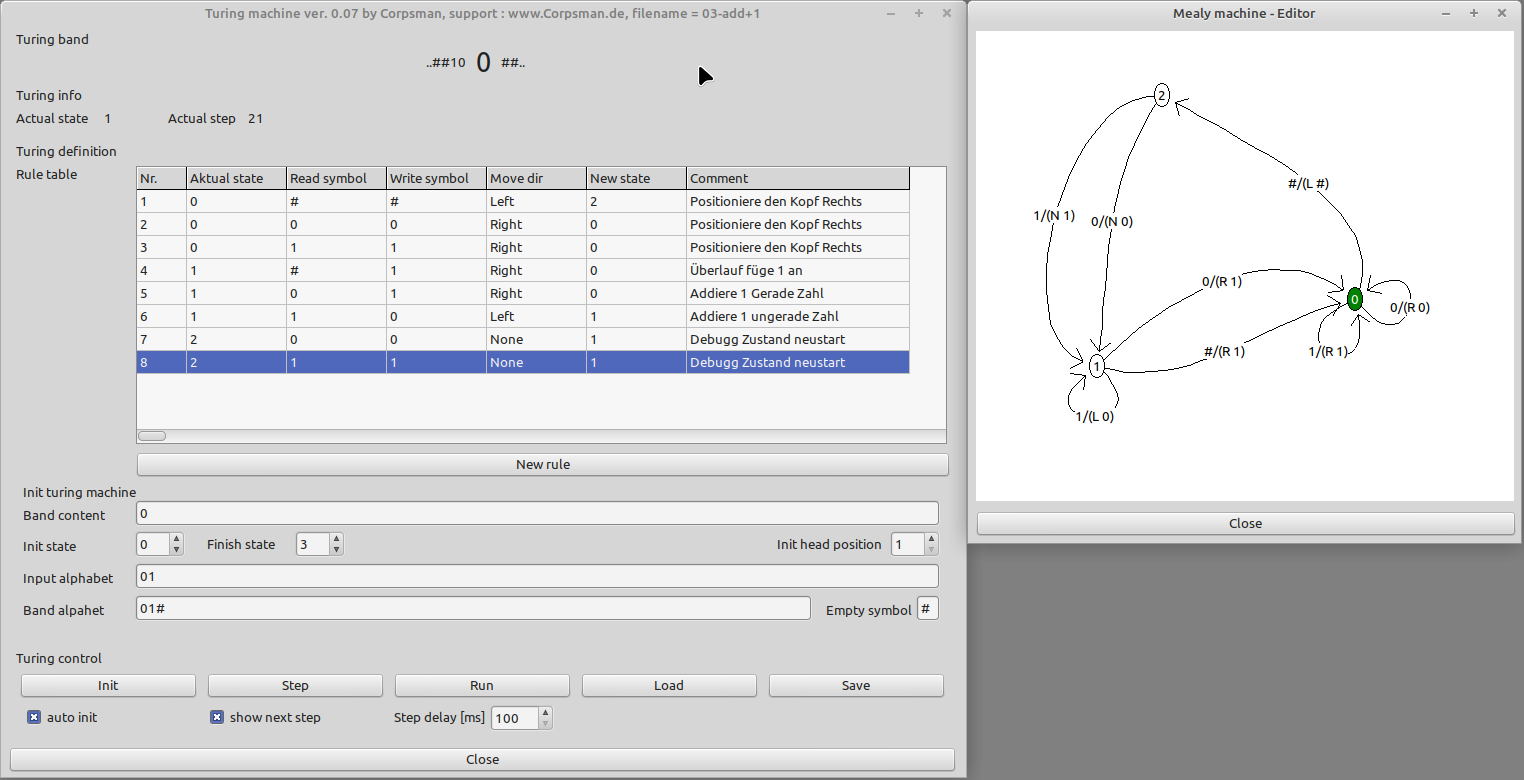 Turing machine ver. 0.07 by Corpsman, support : www.Corpsman.de, filename = 03-add+1
Turing band
..##10 0 ##..
Turing info
Actual state 1 Actual step 21
Turing definition
Rule table
Nr. Aktual state Read symbol Write symbol Move dir New state Comment
1 0 # # Left 2 Positioniere den Kopf Rechts
2 0 0 0 Right 0 Positioniere den Kopf Rechts
3 0 1 1 Right 0 Positioniere den Kopf Rechts
4 1 # 1 Right 0 Überlauf füge 1 an
5 1 0 1 Right 0 Addiere 1 Gerade Zahl
6 1 1 0 Left 1 Addiere 1 ungerade Zahl
7 2 0 0 None 1 Debugg Zustand neustart
8 2 1 1 None 1 Debugg Zustand neustart
New rule
Init turing machine
Band content 0
Init state 0 Finish state 3 Init head position 1
Input alphabet 01
Band alpahet 01# Empty symbol #
Turing control
Init Step Run Load Save
auto init show next step Step delay [ms] 100
Close
Mealy machine - Editor
2
#/(L #)
1/(N 1) 0/(N 0)
0/(R 1)
0
0/(R 0)
#/(R 1) 1/(R 1)
1
1/(L 0)
Close